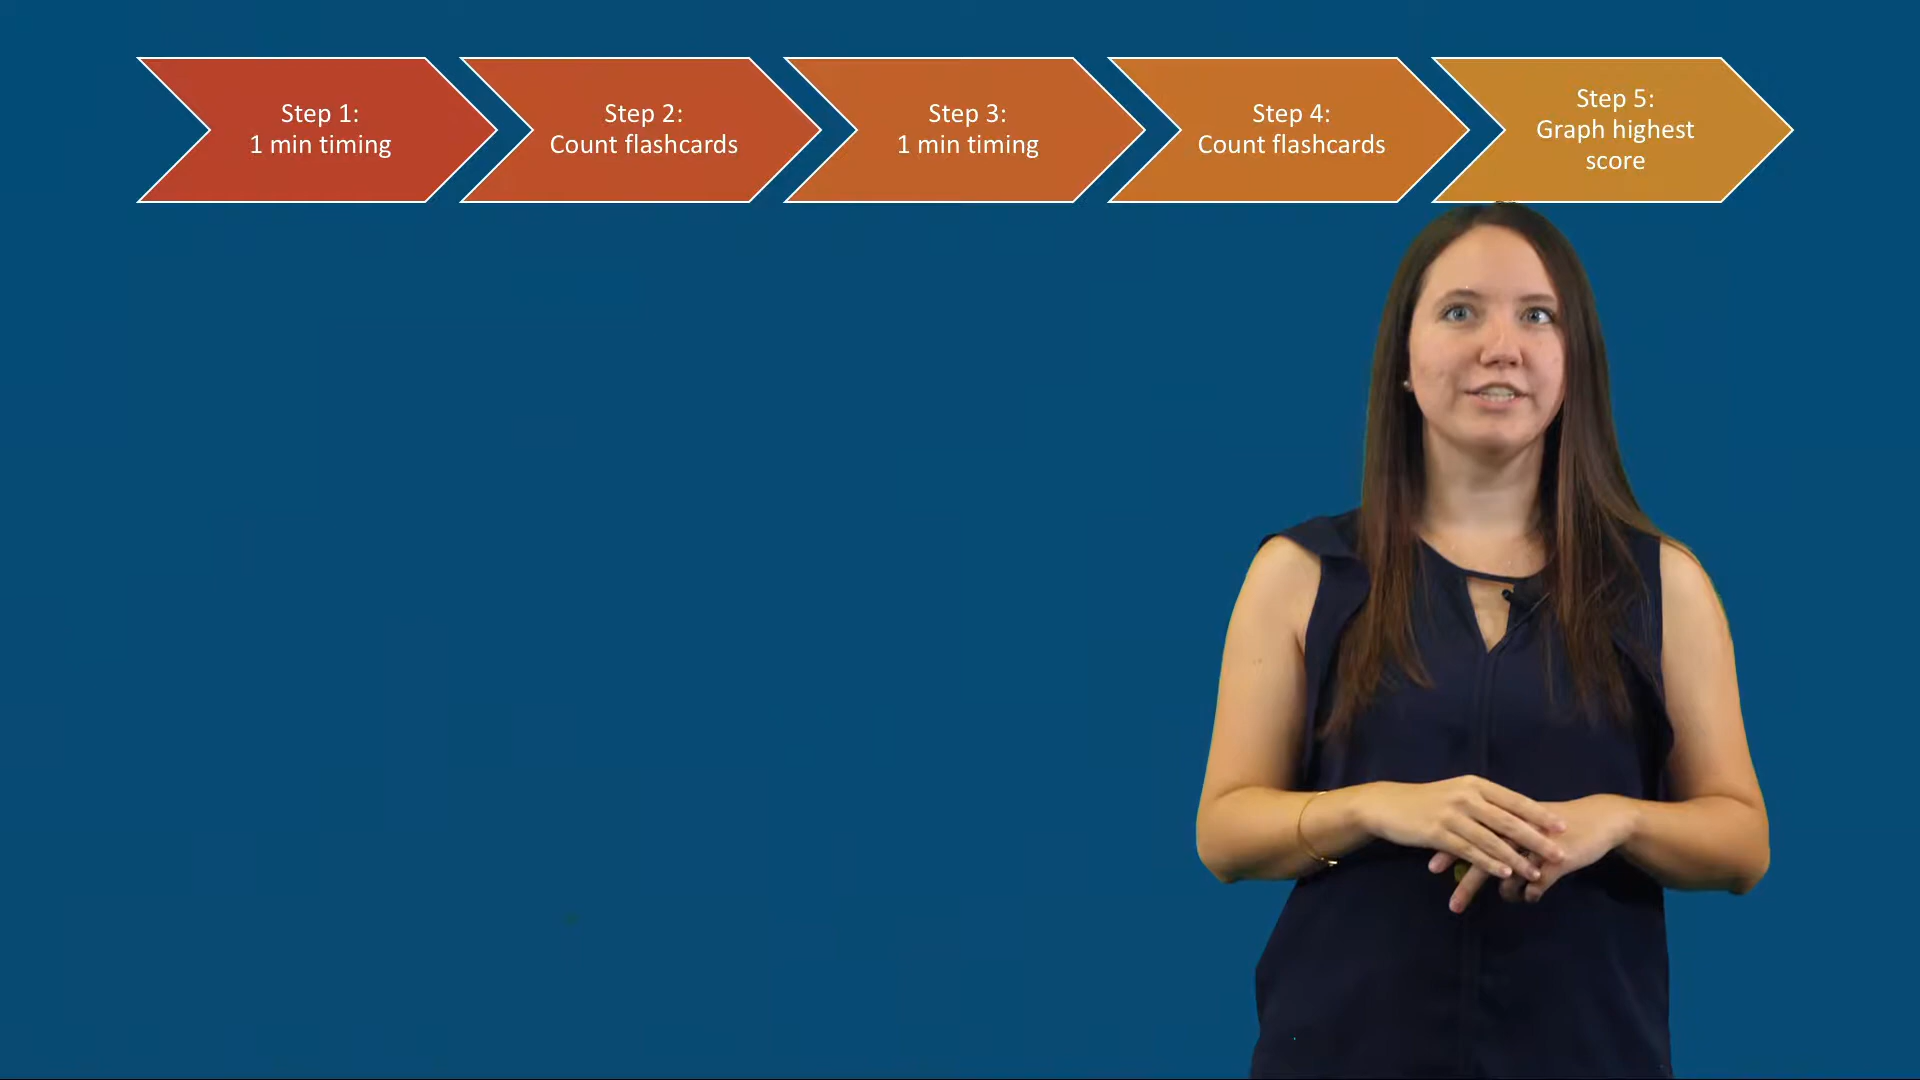 Step 1:
1 min timing
Step 2:
Count flashcards
Step 3:
1 min timing
Step 4:
Count flashcards
Step 5:
Graph highest
score